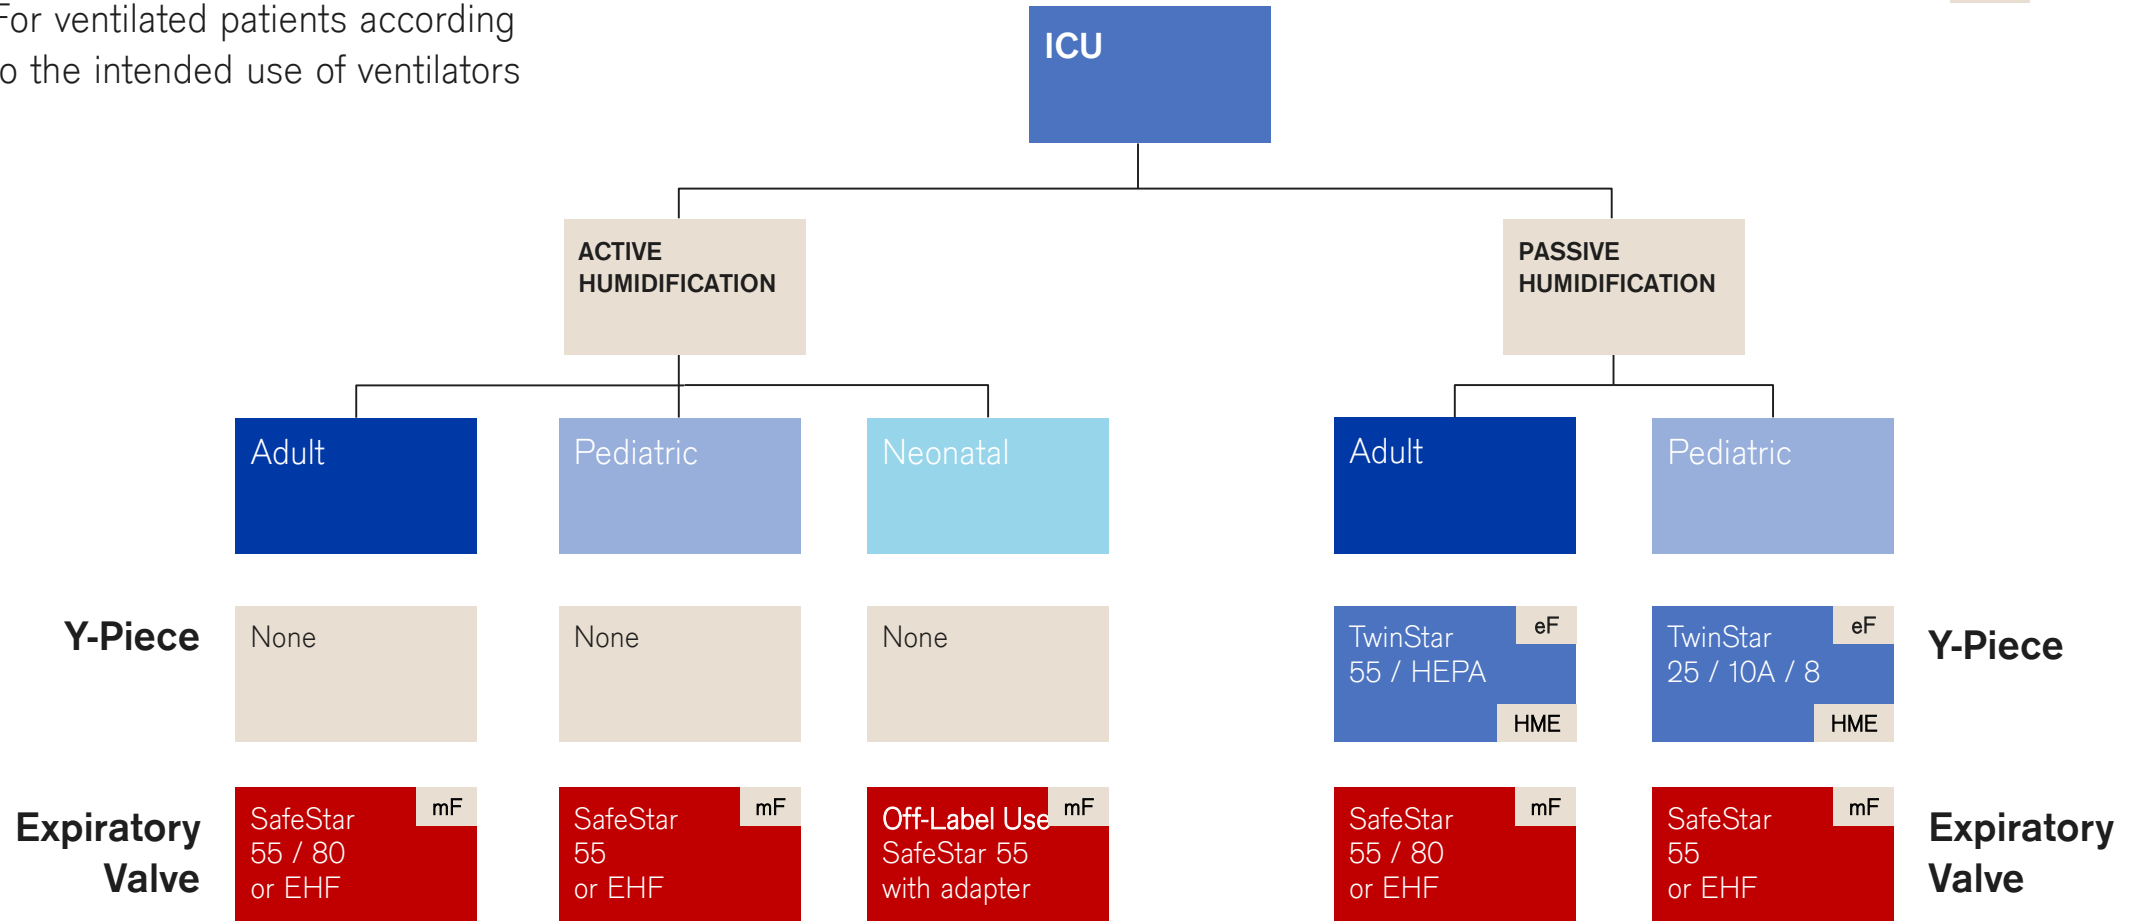 For ventilated patients according
to the intended use of ventilators
ICU
ACTIVE
HUMIDIFICATION
PASSIVE
HUMIDIFICATION
Adult
Pediatric
Neonatal
Adult
Pediatric
Y-Piece
None
None
None
TwinStar
55 / HEPA
eF
HME
TwinStar
25 / 10A / 8
eF
HME
Y-Piece
Expiratory
Valve
SafeStar
55 / 80
or EHF
mF
SafeStar
55
or EHF
mF
Off-Label Use
SafeStar 55
with adapter
mF
SafeStar
55 / 80
or EHF
mF
SafeStar
55
or EHF
mF
Expiratory
Valve